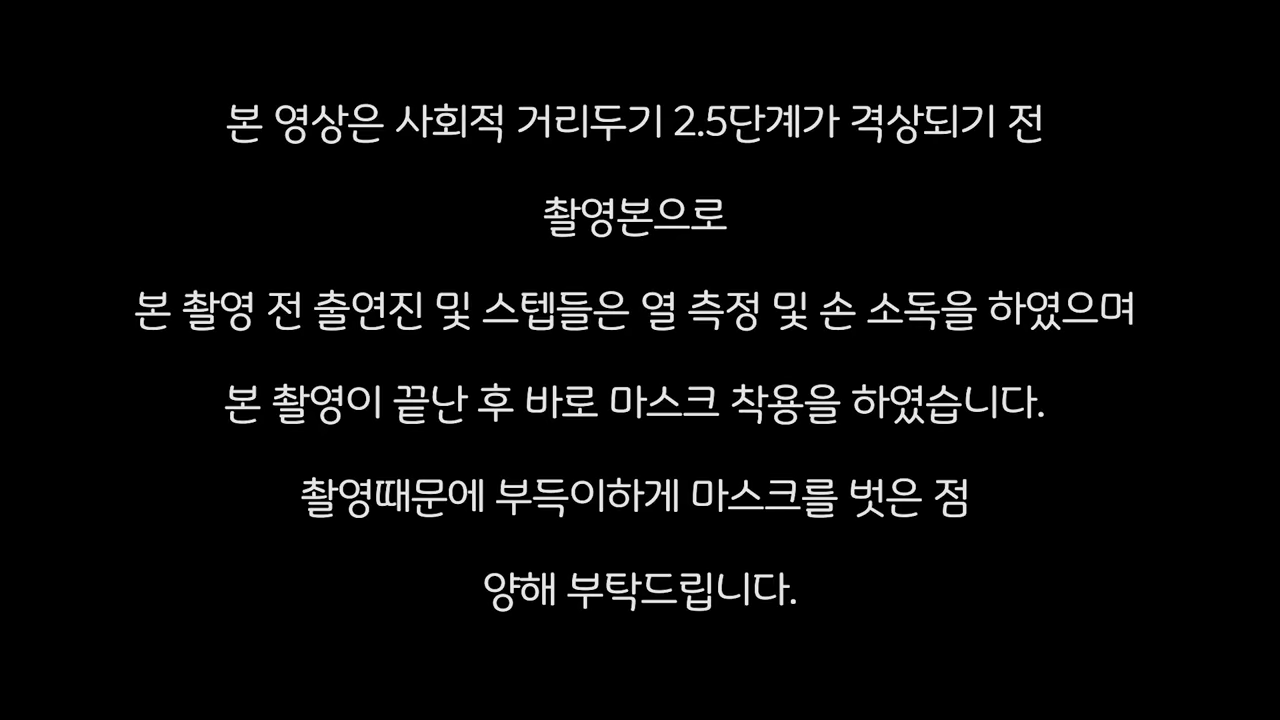 본 영상은 사회적 거리두기 2.5단계가 격상되기 전
촬영본으로
본 촬영 전 출연진 및 스텝들은 열 측정 및 손 소독을 하였으며
본 촬영이 끝난 후 바로 마스크 착용을 하였습니다.
촬영때문에 부득이하게 마스크를 벗은 점
양해 부탁드립니다.